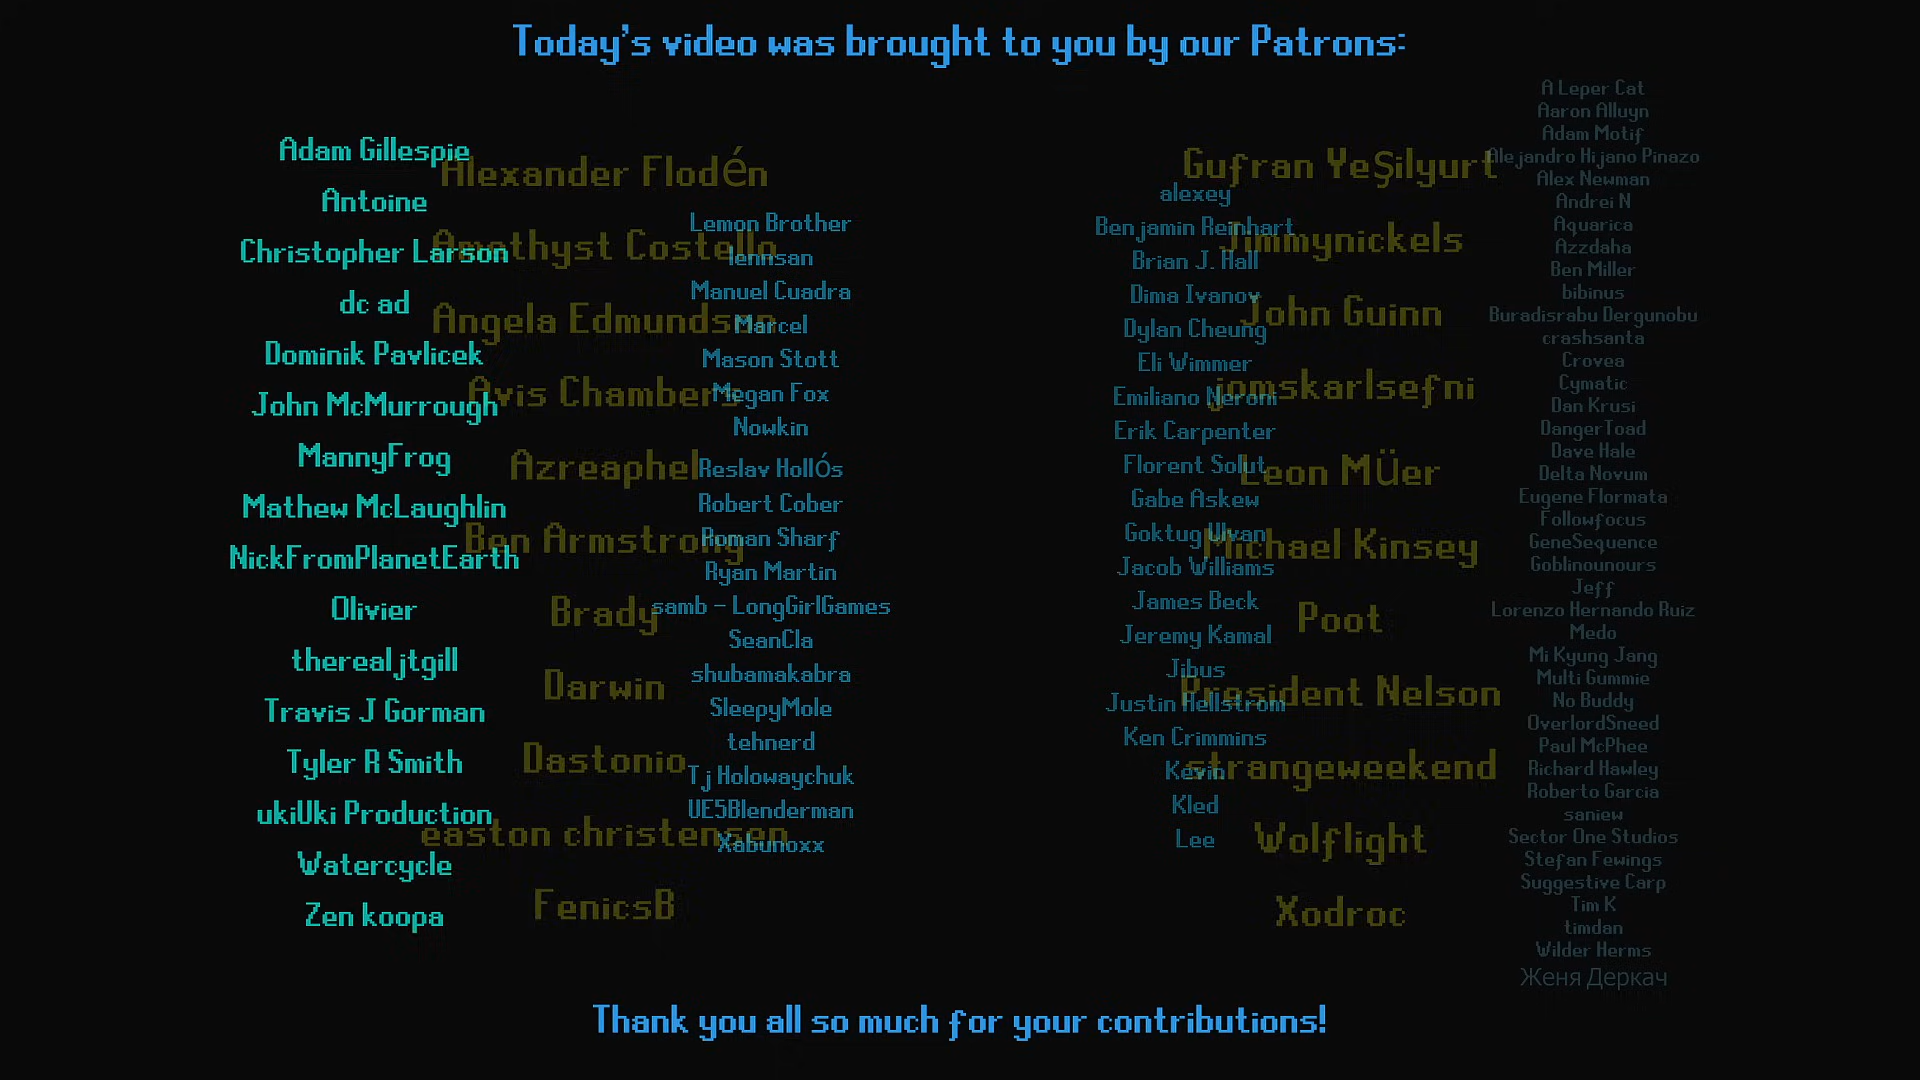 Today's video was brought to you by our Patrons:
Adam Gillespie
Antoine
Christopher Larson
dc ad
Dominik Pavlicek
John McMurrough
MannyFrog
Mathew McLaughlin
NickFromPlanetEarth
Olivier
therealjtgill
Travis J Gorman
Tyler R Smith
ukiUki Production
Watercycle
Zen koopa
Alexander Flodén
Amethyst Costello
Angela Edmundson
Avis Chambers
Azreaphel
Ben Armstrong
Brady
Darwin
Dastonio
easton christensen
FenicsB
Lemon Brother
lennsan
Manuel Cuadra
Marcel
Mason Stott
Megan Fox
Nowkin
Reslav Hollós
Robert Cober
Roman Sharf
Ryan Martin
samb - LongGirlGames
SeanCla
shubamakabra
SleepyMole
tehnerd
Tj Holowaychuk
UE5Blenderman
Xabunoxx
alexey
Benjamin Reinhart
Brian J. Hall
Dima Ivanov
Dylan Cheung
Eli Wimmer
Emiliano Neroni
Erik Carpenter
Florent Solut
Gabe Askew
Goktug Uvan
Jacob Williams
James Beck
Jeremy Kamal
Jibus
Justin Hellstrom
Ken Crimmins
Kevin
Kled
Lee
Gufran Yeşilyurt
Jimmynickels
John Guinn
jomskarlsefni
Leon Müer
Michael Kinsey
Poot
President Nelson
strangeweekend
Wolflight
Xodroc
A Leper Cat
Aaron Alluyn
Adam Motif
Alejandro Hijano Pinazo
Alex Newman
Andrei N
Aquarica
Azzdaha
Ben Miller
bibinus
Buradisrabu Dergunobu
crashsanta
Crovea
Cymatic
Dan Krusi
DangerToad
Dave Hale
Delta Novum
Eugene Flormata
Followfocus
GeneSequence
Goblinounours
Jeff
Lorenzo Hernando Ruiz
Medo
Mi Kyung Jang
Multi Gummie
No Buddy
OverlordSneed
Paul McPhee
Richard Hawley
Roberto Garcia
saniew
Sector One Studios
Stefan Fewings
Suggestive Carp
Tim K
timdan
Wilder Herms
Женя Деркач
Thank you all so much for your contributions!